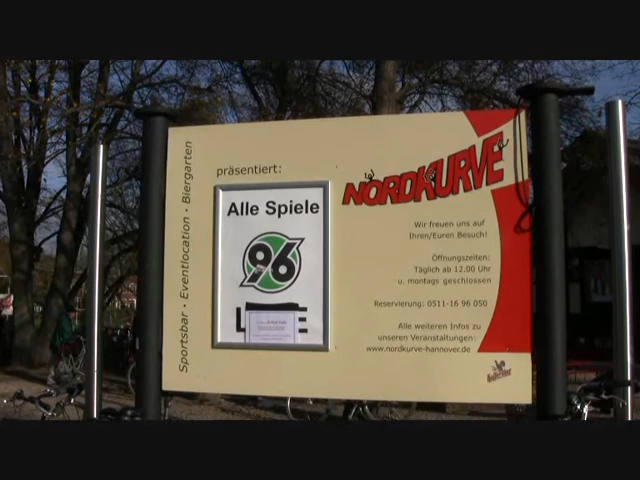 Sportsbar • Eventlocation • Biergarten
präsentiert:
Alle Spiele
96
NORDKURVE
Wir freuen uns auf
Ihren/Euren Besuch!
Öffnungszeiten:
Täglich ab 12.00 Uhr
u. montags geschlossen
Reservierung: 0511-16 96 050
Alle weiteren Infos zu
unseren Veranstaltungen:
www.nordkurve-hannover.de